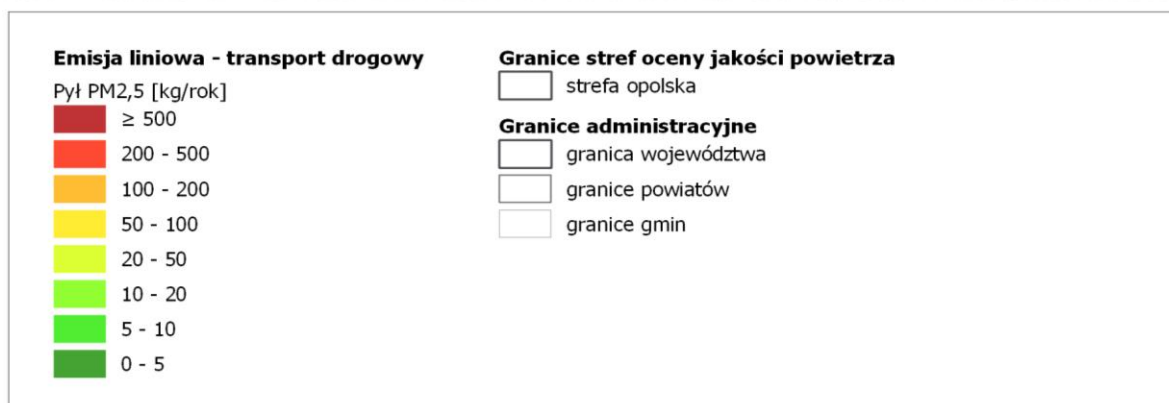 Emisja liniowa - transport drogowy
Pył PM2,5 [kg/rok]
≥ 500
200 - 500
100 - 200
50 - 100
20 - 50
10 - 20
5 - 10
0 - 5
Granice stref oceny jakości powietrza
strefa opolska
Granice administracyjne
granica województwa
granice powiatów
granice gmin